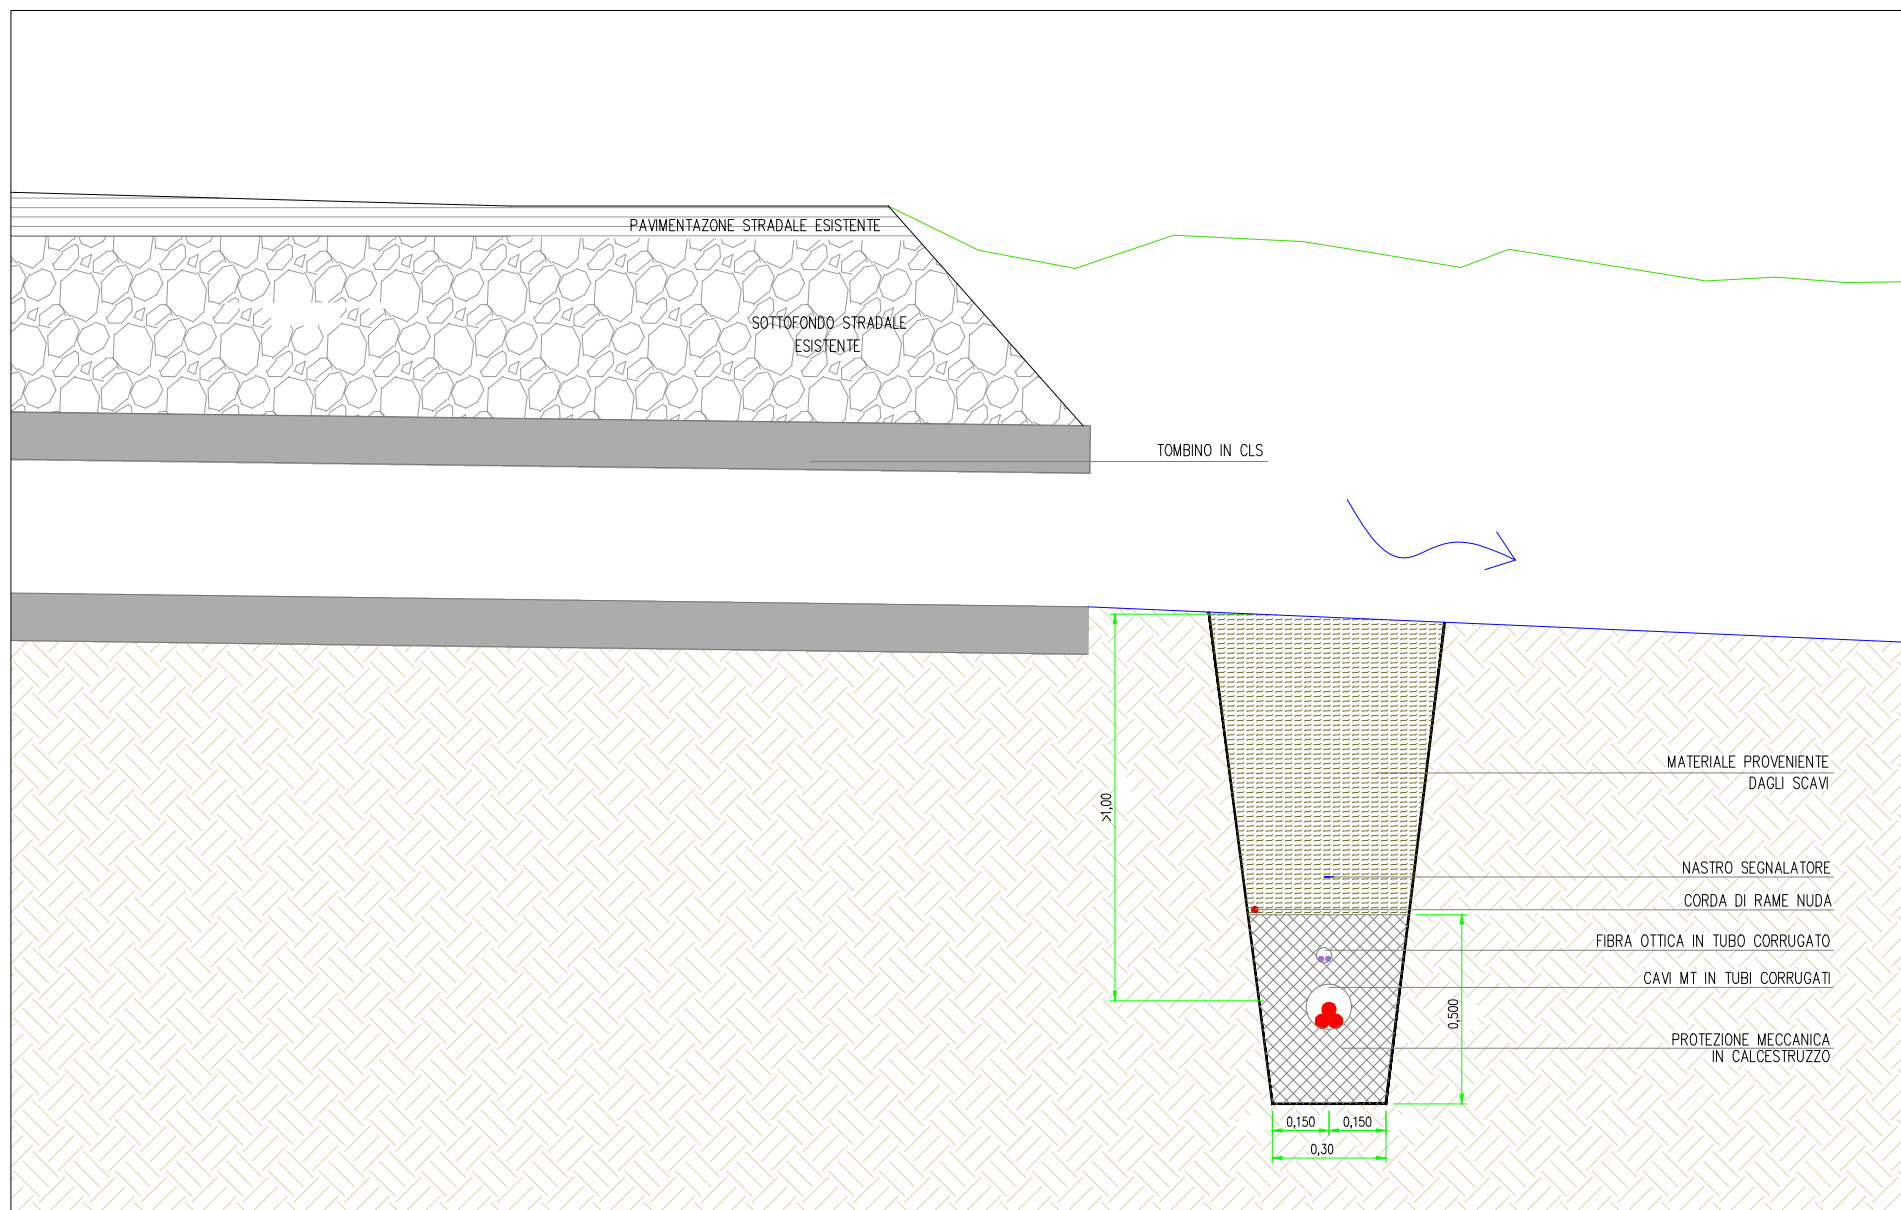 PAVIMENTAZONE STRADALE ESISTENTE
SOTTOFONDO STRADALE
ESISTENTE
TOMBINO IN CLS
MATERIALE PROVENIENTE
DAGLI SCAVI
>1,00
NASTRO SEGNALATORE
CORDA DI RAME NUDA
FIBRA OTTICA IN TUBO CORRUGATO
CAVI MT IN TUBI CORRUGATI
0,500
PROTEZIONE MECCANICA
IN CALCESTRUZZO
0,150 0,150
0,30